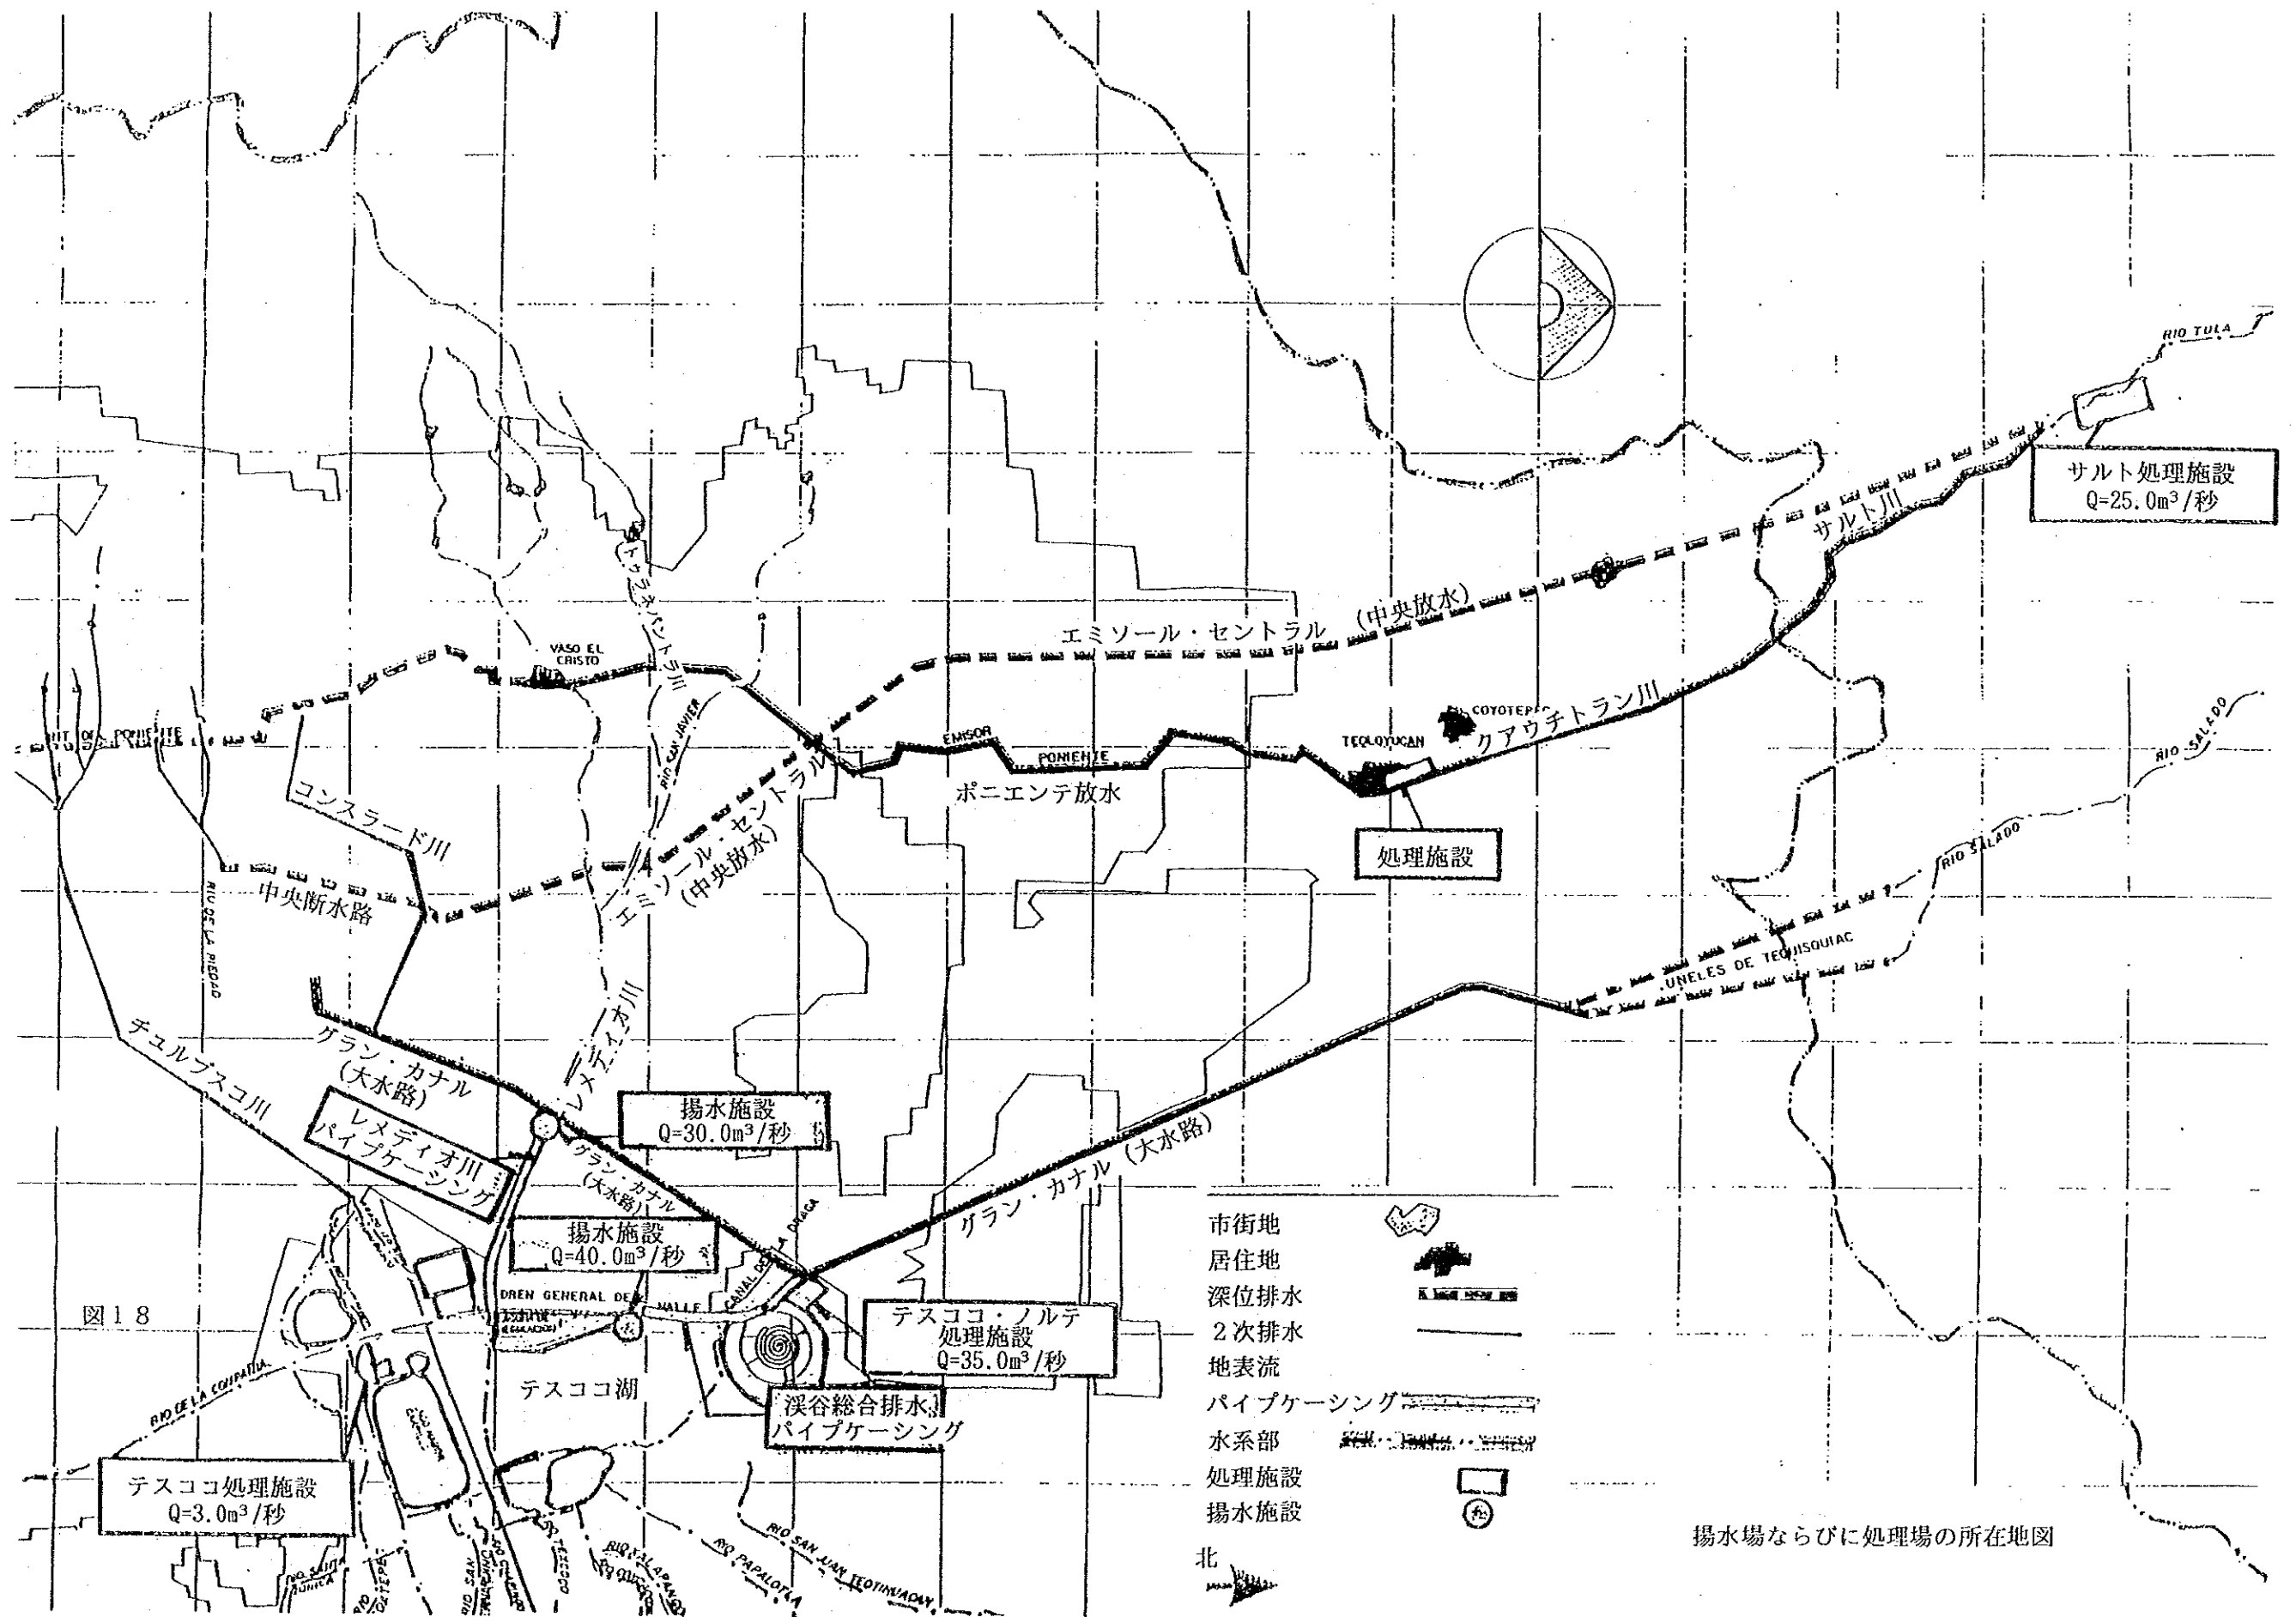 RIO TULA
サルト処理施設
Q=25.0m³/秒
サルト川
(中央放水)
エミソール・セントラル
トゥラネパントラ川
VASO EL
CRISTO
RIO SAN JAVIER
COYOTEPEC
クアウチトラン川
TEOLOYUCAN
EMISOR
PONIENTE
ポニエンテ放水
処理施設
RIO SALADO
RIO SALADO
PONIENTE
コンスラード川
中央断水路
RIO DE LA PIEDAD
エミソール・セントラル
(中央放水)
UNELES DE TEQUISQUIAC
レメディオ川
チュルブスコ川
グラン・カナル
(大水路)
レメディオ川
パイプケーシング
揚水施設
Q=30.0m³/秒
グラン・カナル
(大水路)
グラン・カナル (大水路)
揚水施設
Q=40.0m³/秒
CANAL DE LA DRAGA
DREN GENERAL DEL VALLE
図18
テスココ・ノルテ
処理施設
Q=35.0m³/秒
テスココ湖
渓谷総合排水
パイプケーシング
RIO DE LA COMPAÑIA
テスココ処理施設
Q=3.0m³/秒
RIO SAN JUAN TEOTIHUACAN
RIO PAPALOTLA
RIO XALAPANGO
市街地
居住地
深位排水
2次排水
地表流
パイプケーシング
水系部
処理施設
揚水施設
北
揚水場ならびに処理場の所在地図